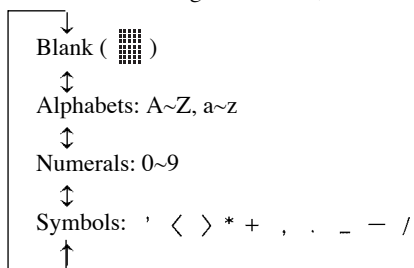 Blank ( )
Alphabets: A~Z, a~z
Numerals: 0~9
Symbols: ' 〈 〉 * + , . _ － /